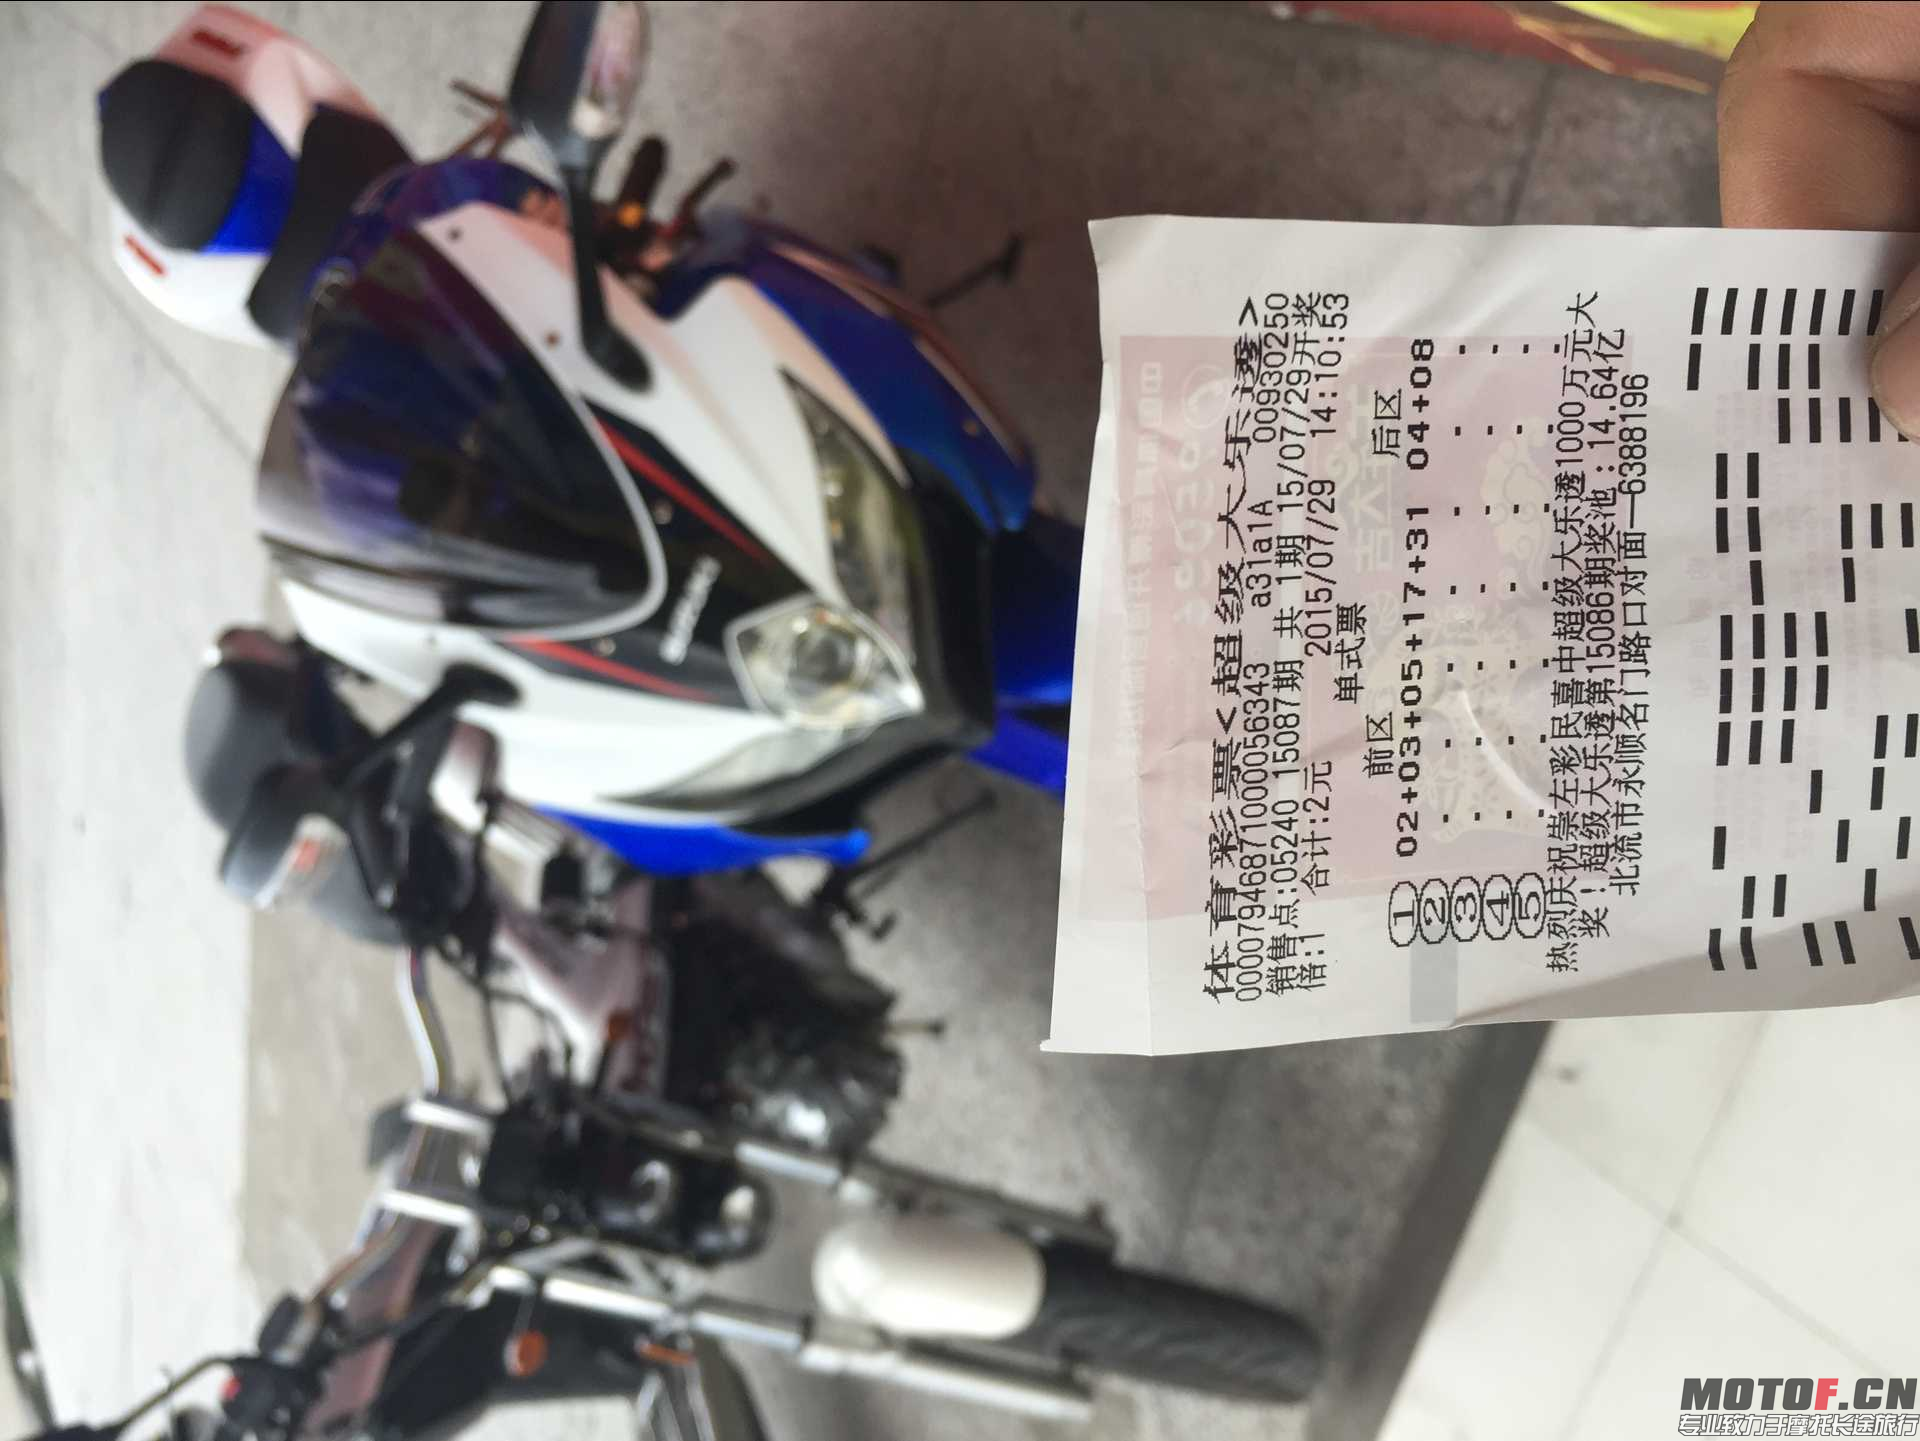 体育彩票<超级大乐透>
000079468710000056343 a31a1A 00930250
销售点:05240 15087期 共1期 15/07/29开奖
倍:1 合计:2元 2015/07/29 14:10:53
单式票
前区 后区
① 02+03+05+17+31 04+08
②
③
④
⑤
热烈庆祝崇左彩民喜中超级大乐透1000万元大
奖！超级大乐透第15086期奖池:14.64亿
北流市永顺名门路口对面—6388196
SUZUKI
MOTOF.CN
专业致力于摩托长途旅行